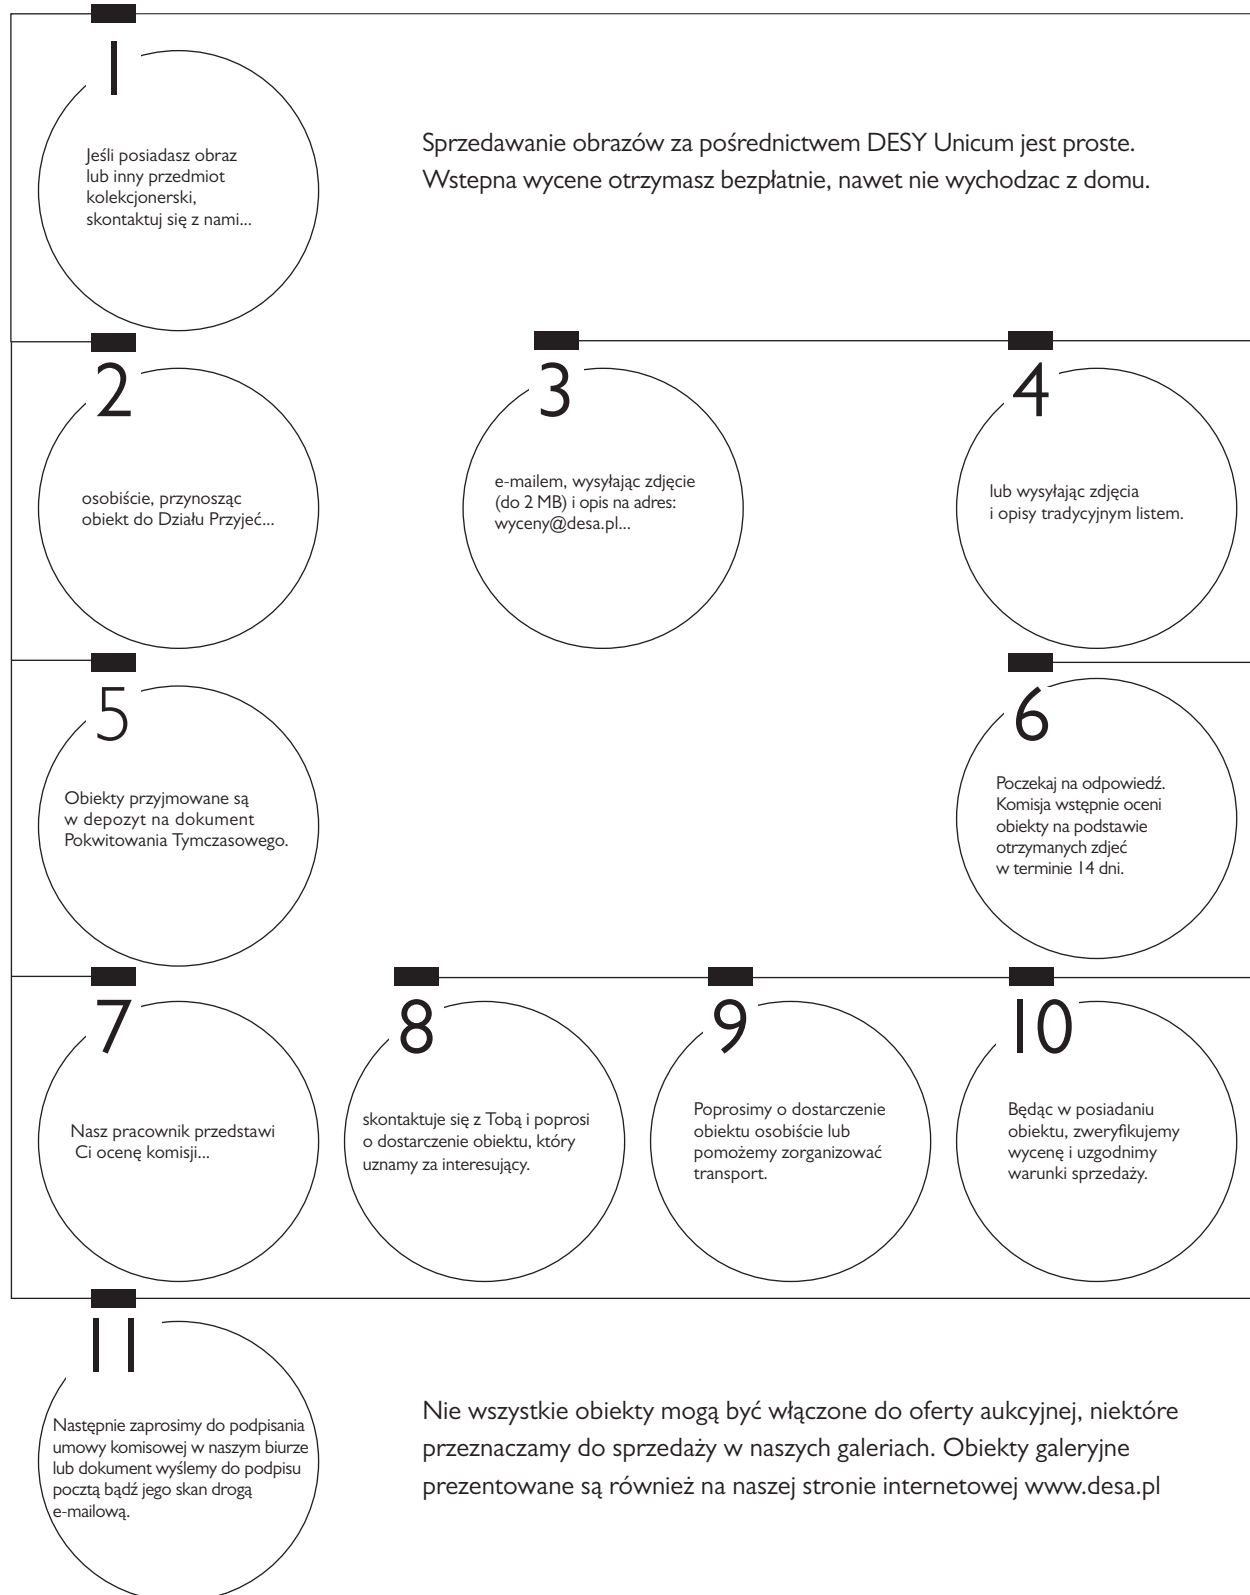 1
Jeśli posiadasz obraz
lub inny przedmiot
kolekcjonerski,
skontaktuj się z nami...
Sprzedawanie obrazów za pośrednictwem DESY Unicum jest proste.
Wstepna wycene otrzymasz bezpłatnie, nawet nie wychodzac z domu.
2
osobiście, przynosząc
obiekt do Działu Przyjeć...
3
e-mailem, wysyłając zdjęcie
(do 2 MB) i opis na adres:
wyceny@desa.pl...
4
lub wysyłając zdjęcia
i opisy tradycyjnym listem.
5
Obiekty przyjmowane są
w depozyt na dokument
Pokwitowania Tymczasowego.
6
Poczekaj na odpowiedź.
Komisja wstępnie oceni
obiekty na podstawie
otrzymanych zdjeć
w terminie 14 dni.
7
Nasz pracownik przedstawi
Ci ocenę komisji...
8
skontaktuje się z Tobą i poprosi
o dostarczenie obiektu, który
uznamy za interesujący.
9
Poprosimy o dostarczenie
obiektu osobiście lub
pomożemy zorganizować
transport.
10
Będąc w posiadaniu
obiektu, zweryfikujemy
wycenę i uzgodnimy
warunki sprzedaży.
11
Następnie zaprosimy do podpisania
umowy komisowej w naszym biurze
lub dokument wyślemy do podpisu
pocztą bądź jego skan drogą
e-mailową.
Nie wszystkie obiekty mogą być włączone do oferty aukcyjnej, niektóre
przeznaczamy do sprzedaży w naszych galeriach. Obiekty galeryjne
prezentowane są również na naszej stronie internetowej www.desa.pl